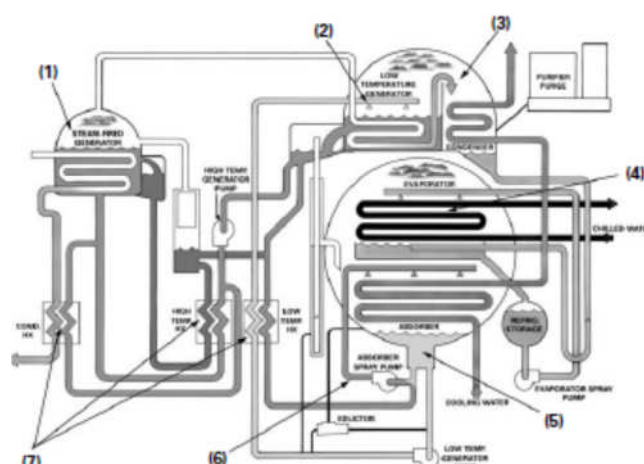 (1)
STEAM-FIRED
GENERATOR
(2)
LOW
TEMPERATURE
GENERATOR
(3)
PURIFIER
PURGE
CONDENSER
HIGH TEMP.
GENERATOR
PUMP
EVAPORATOR
(4)
CHILLED WATER
COND.
HX
HIGH
TEMP.
HX
LOW
TEMP.
HX
REFRIG.
STORAGE
ABSORBER
ABSORBER
SPRAY PUMP
COOLING WATER
EVAPORATOR SPRAY
PUMP
(5)
EDUCTOR
(6)
(7)
LOW TEMP.
GENERATOR